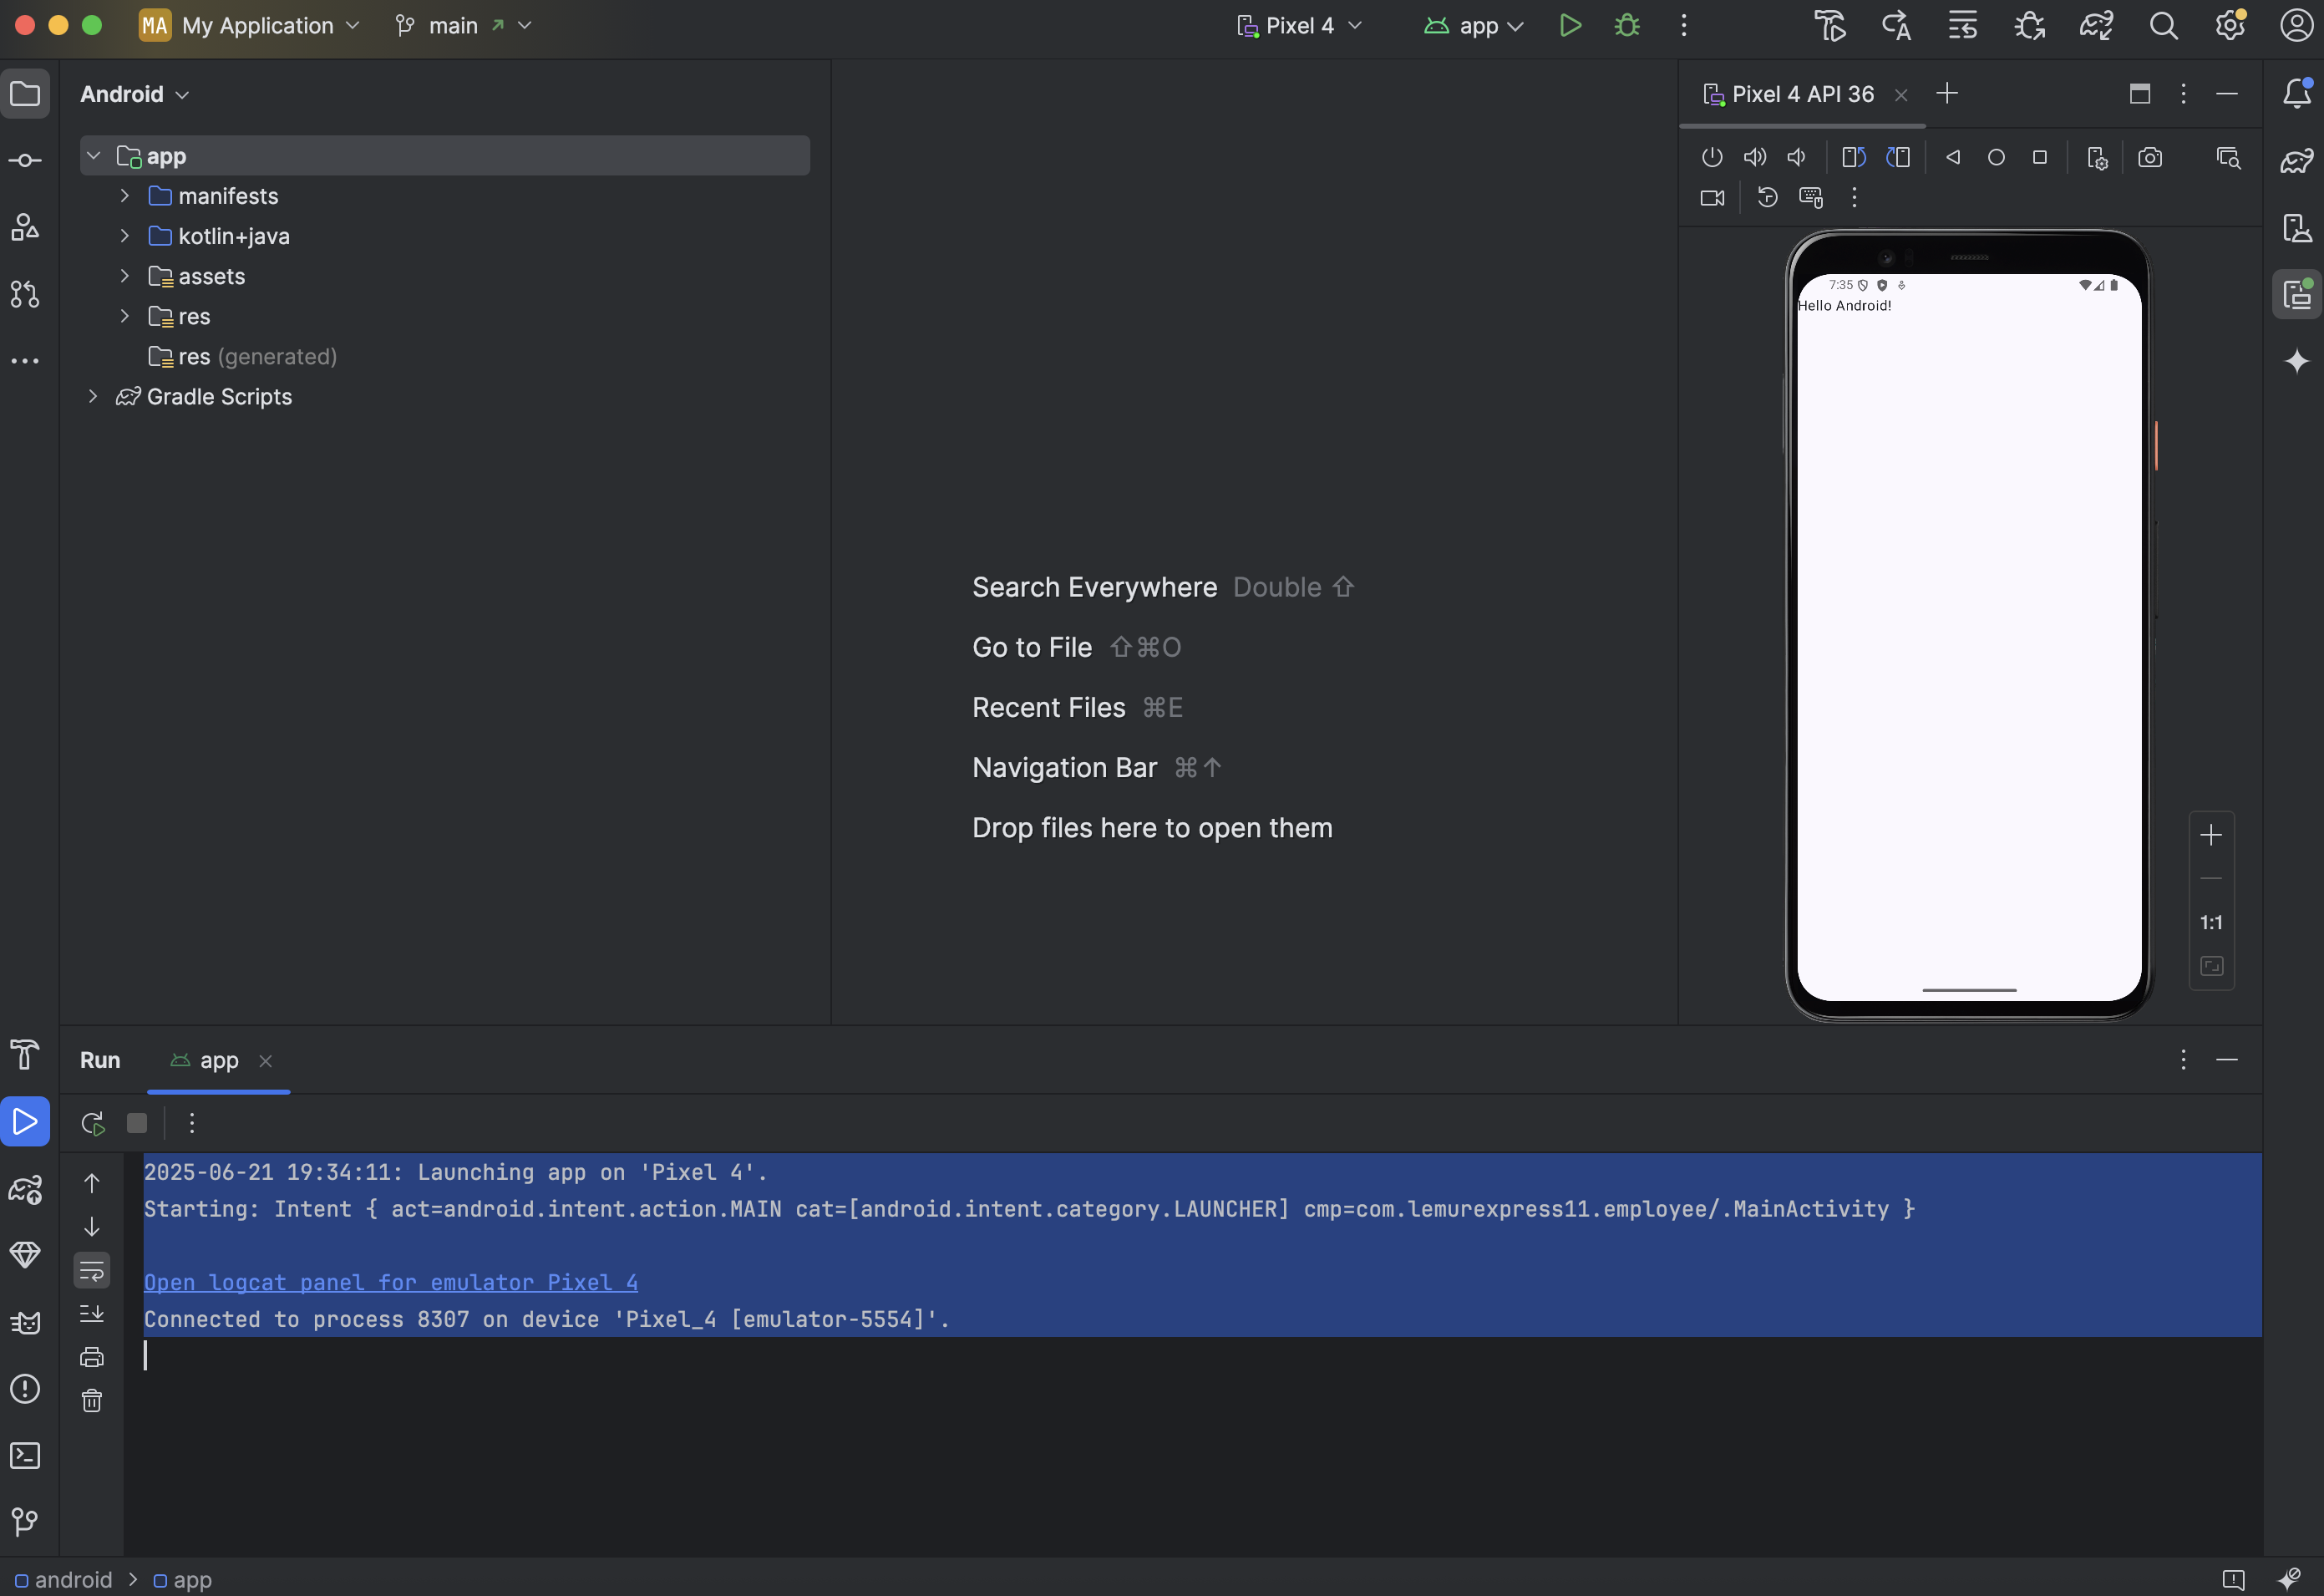 MA My Application main Pixel 4 app
Android
app
manifests
kotlin+java
assets
res
res (generated)
Gradle Scripts
Search Everywhere Double ⇧
Go to File ⇧⌘O
Recent Files ⌘E
Navigation Bar ⌘↑
Drop files here to open them
Pixel 4 API 36
7:35
Hello Android!
1:1
Run app
2025-06-21 19:34:11: Launching app on 'Pixel 4'.
Starting: Intent { act=android.intent.action.MAIN cat=[android.intent.category.LAUNCHER] cmp=com.lemurexpress11.employee/.MainActivity }
Open logcat panel for emulator Pixel 4
Connected to process 8307 on device 'Pixel_4 [emulator-5554]'.
android > app